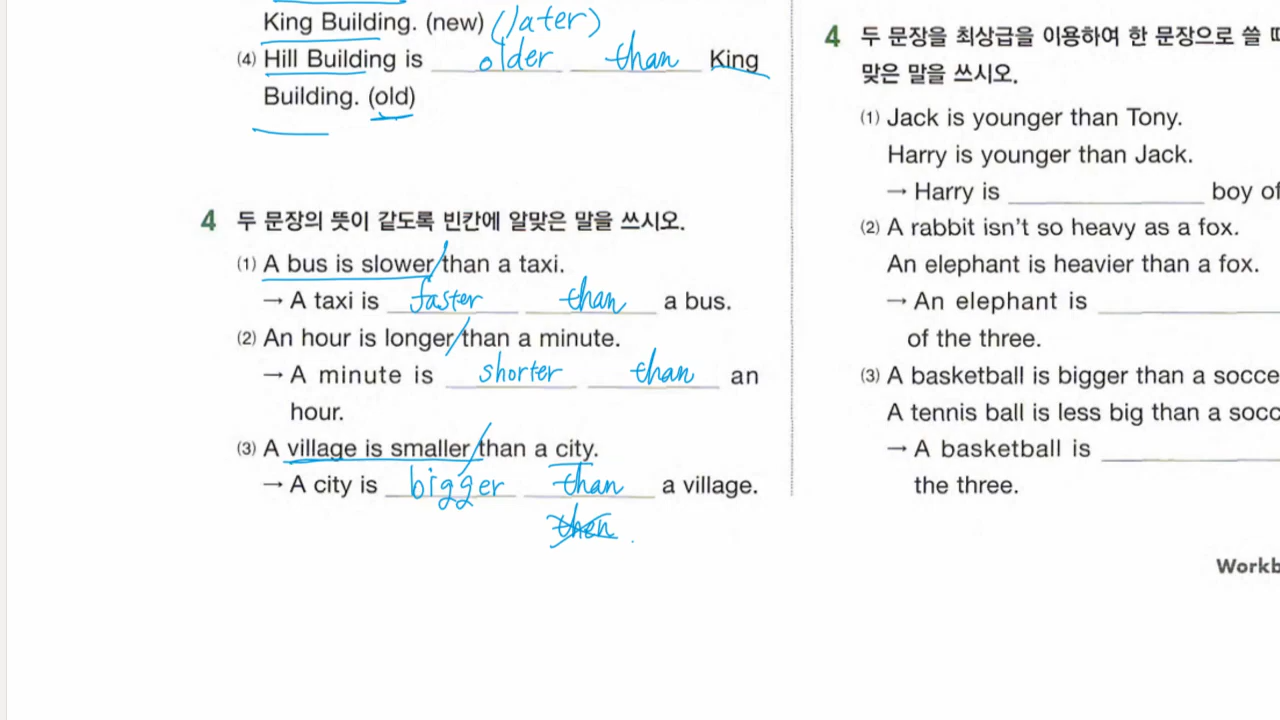 King Building. (new) (later)
(4) Hill Building is older than King
Building. (old)
4 두 문장의 뜻이 같도록 빈칸에 알맞은 말을 쓰시오.
(1) A bus is slower/than a taxi.
→ A taxi is faster than a bus.
(2) An hour is longer/than a minute.
→ A minute is shorter than an
hour.
(3) A village is smaller/than a city.
→ A city is bigger than a village.
then
4 두 문장을 최상급을 이용하여 한 문장으로 쓸
맞은 말을 쓰시오.
(1) Jack is younger than Tony.
Harry is younger than Jack.
→ Harry is boy of
(2) A rabbit isn't so heavy as a fox.
An elephant is heavier than a fox.
→ An elephant is
of the three.
(3) A basketball is bigger than a socce
A tennis ball is less big than a socc
→ A basketball is
the three.
Workb